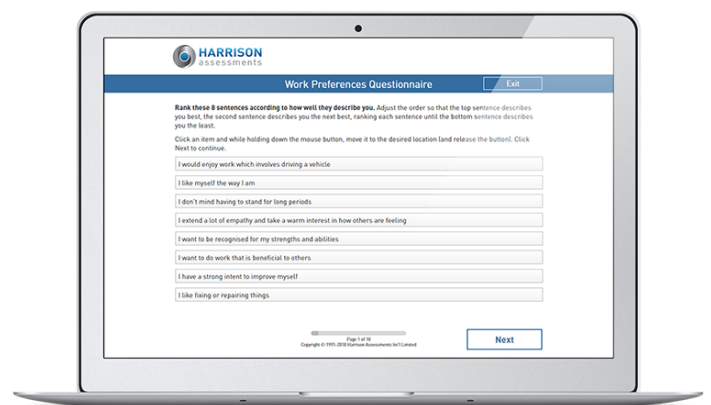 HARRISON
assessments
Work Preferences Questionnaire
Exit
Rank these 8 sentences according to how well they describe you. Adjust the order so that the top sentence describes
you best, the second sentence describes you the next best, ranking each sentence until the bottom sentence describes
you the least.
Click an item and while holding down the mouse button, move it to the desired location (and release the button). Click
Next to continue.
I would enjoy work which involves driving a vehicle
I like myself the way I am
I don't mind having to stand for long periods
I extend a lot of empathy and take a warm interest in how others are feeling
I want to be recognised for my strengths and abilities
I want to do work that is beneficial to others
I have a strong intent to improve myself
I like fixing or repairing things
Page 1 of 18
Copyright © 1991-2018 Harrison Assessments Int'l Limited
Next